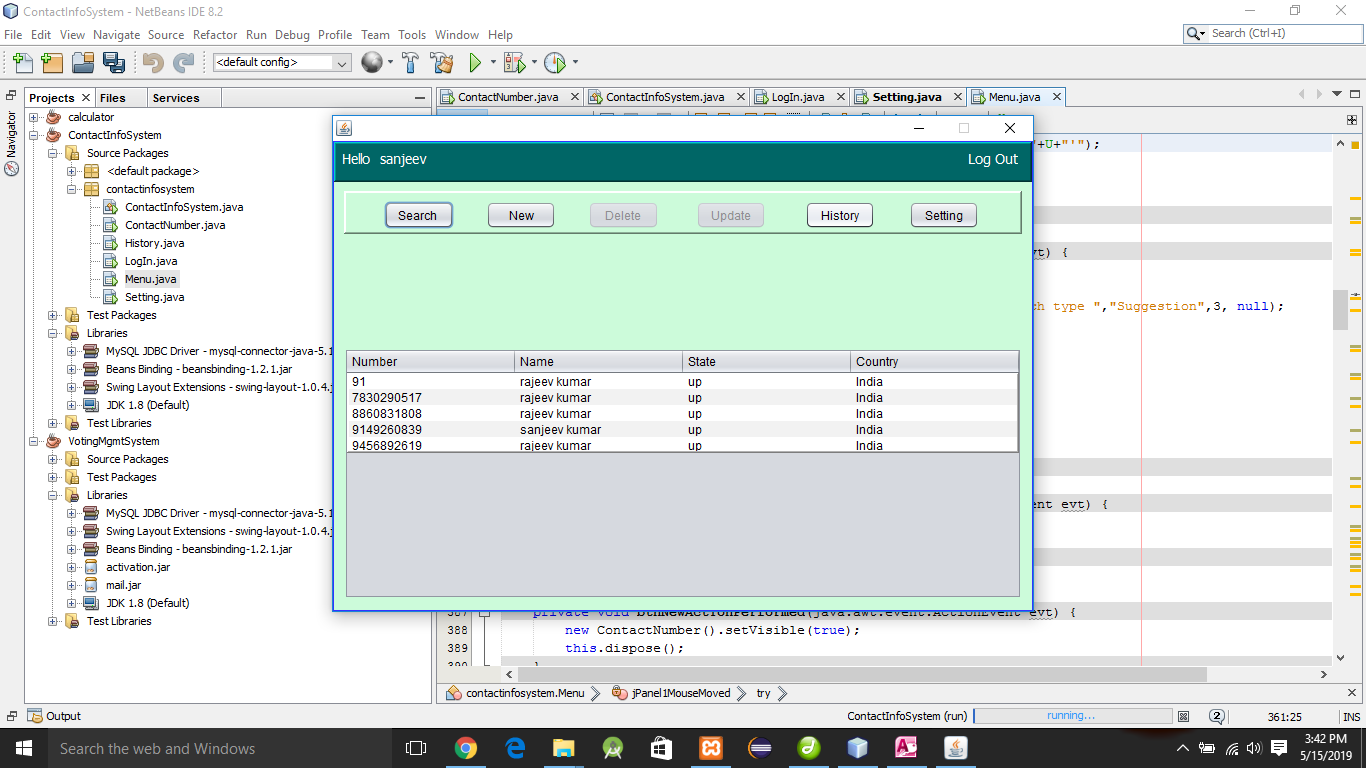 ContactInfoSystem - NetBeans IDE 8.2
File Edit View Navigate Source Refactor Run Debug Profile Team Tools Window Help
Search (Ctrl+I)
<default config>
Projects Files Services
ContactNumber.java ContactInfoSystem.java LogIn.java Setting.java Menu.java
Navigator
calculator
ContactInfoSystem
Source Packages
<default package>
contactinfosystem
ContactInfoSystem.java
ContactNumber.java
History.java
LogIn.java
Menu.java
Setting.java
Test Packages
Libraries
MySQL JDBC Driver - mysql-connector-java-5.1
Beans Binding - beansbinding-1.2.1.jar
Swing Layout Extensions - swing-layout-1.0.4.j
JDK 1.8 (Default)
Test Libraries
VotingMgmtSystem
Source Packages
Test Packages
Libraries
MySQL JDBC Driver - mysql-connector-java-5.1
Swing Layout Extensions - swing-layout-1.0.4.j
Beans Binding - beansbinding-1.2.1.jar
activation.jar
mail.jar
JDK 1.8 (Default)
Test Libraries
Hello sanjeev Log Out
Search New Delete Update History Setting
Number Name State Country
91 rajeev kumar up India
7830290517 rajeev kumar up India
8860831808 rajeev kumar up India
9149260839 sanjeev kumar up India
9456892619 rajeev kumar up India
'+U+"'");
vt) {
ch type ","Suggestion",3, null);
ent evt) {
387 private void btnNewActionPerformed(java.awt.event.ActionEvent evt) {
388 new ContactNumber().setVisible(true);
389 this.dispose();
390 }
contactinfosystem.Menu jPanel1MouseMoved try
Output
ContactInfoSystem (run) running... 2 361:25 INS
Search the web and Windows
3:42 PM
5/15/2019